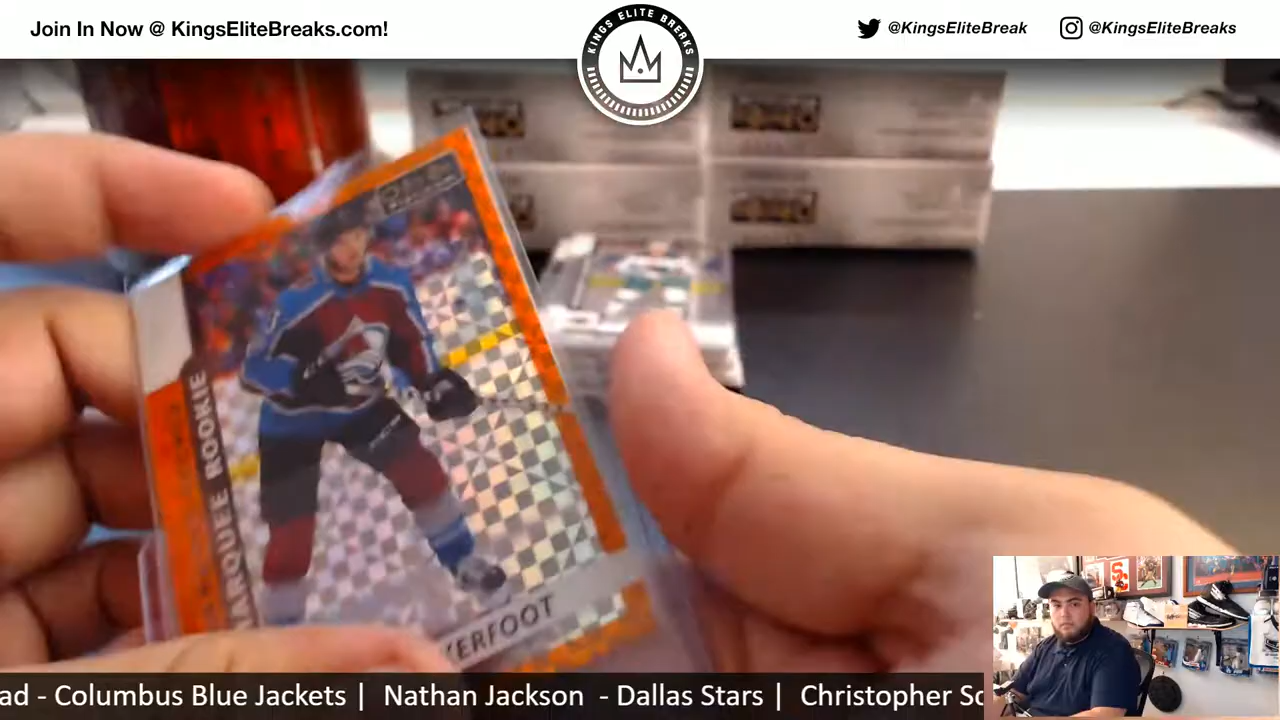 Join In Now @ KingsEliteBreaks.com!
KINGS ELITE BREAKS
@KingsEliteBreak
@KingsEliteBreaks
MARQUEE ROOKIE
ERFOOT
ad - Columbus Blue Jackets | Nathan Jackson - Dallas Stars | Christopher Sc